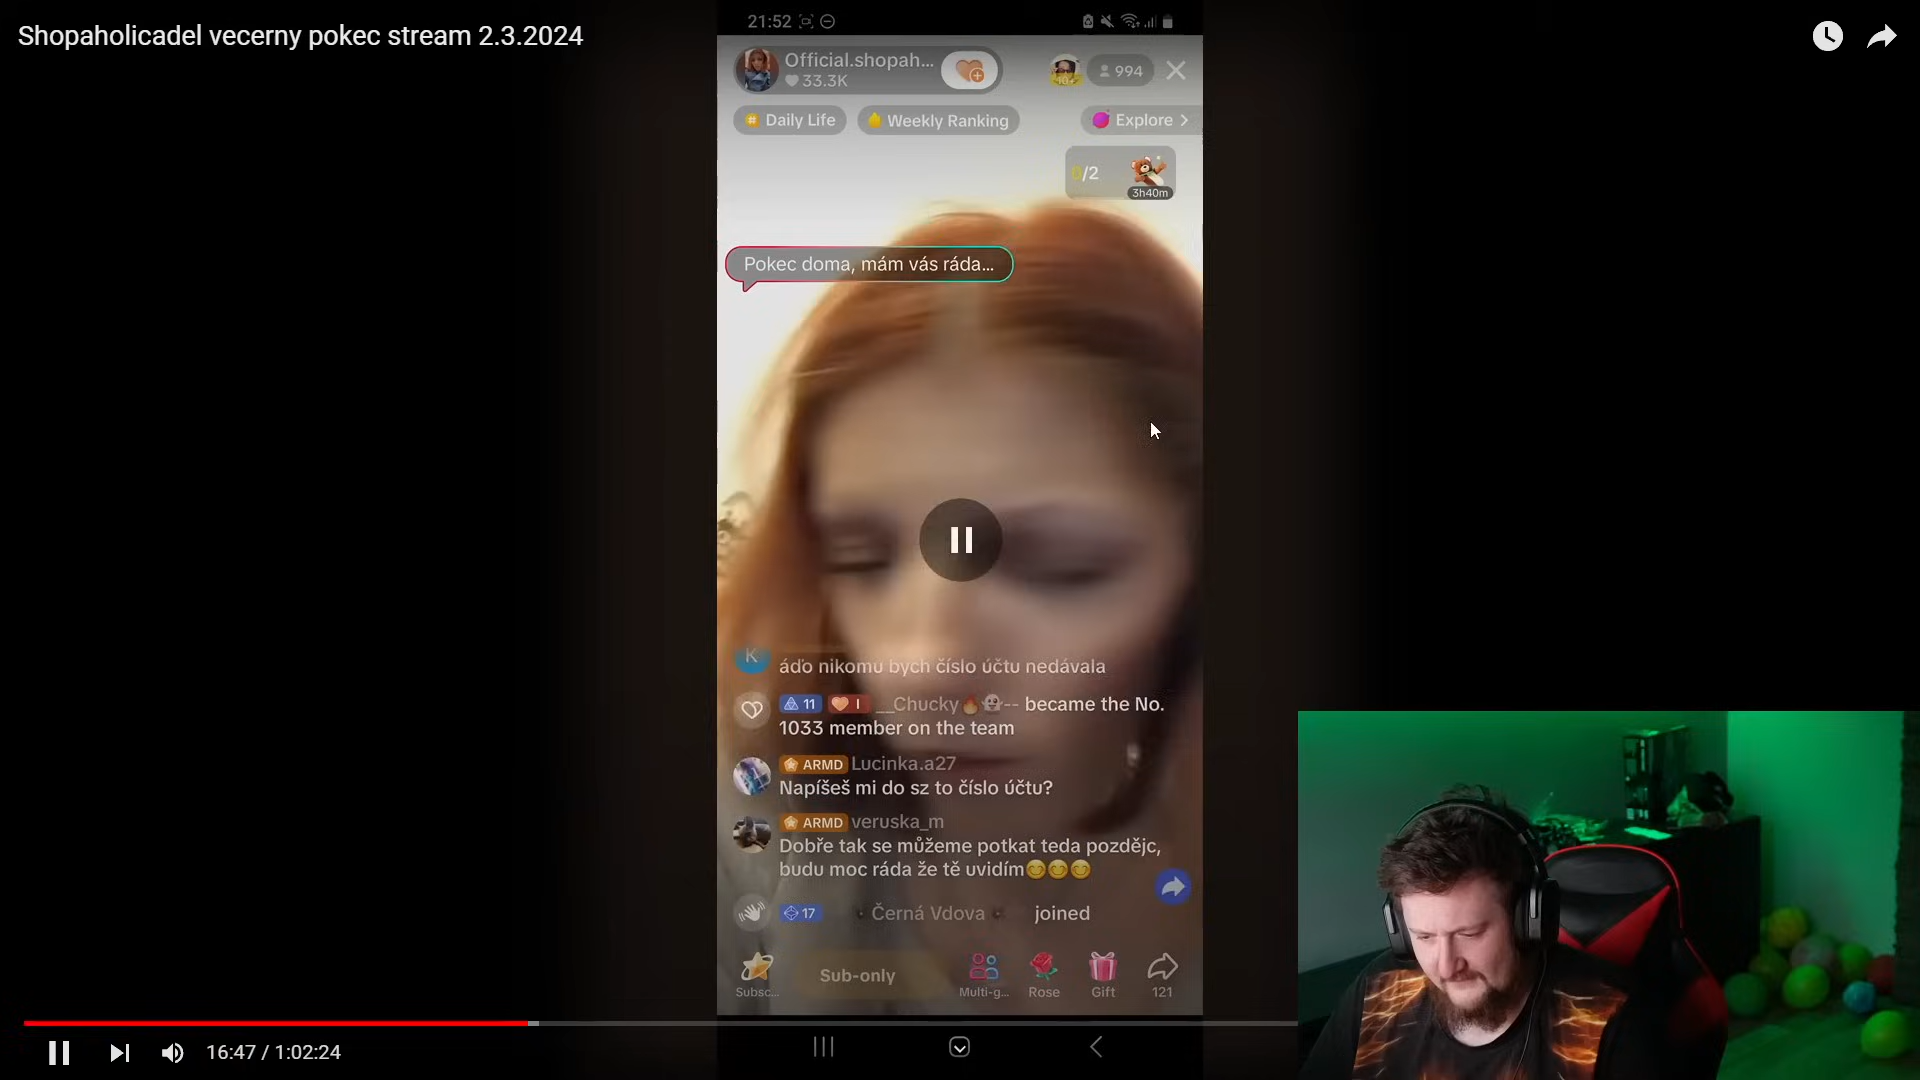 Shopaholicadel vecerny pokec stream 2.3.2024
21:52
Official.shopah...
33.3K
994
Daily Life
Weekly Ranking
Explore
/2
3h40m
Pokec doma, mám vás ráda...
K
áďo nikomu bych číslo účtu nedávala
11 I __Chucky🔥👻-- became the No.
1033 member on the team
ARMD Lucinka.a27
Napíšeš mi do sz to číslo účtu?
ARMD veruska_m
Dobře tak se můžeme potkat teda pozdějc,
budu moc ráda že tě uvidím😊😊😊
17 Černá Vdova joined
Sub-only
Subsc...
Multi-g...
Rose
Gift
121
16:47 / 1:02:24